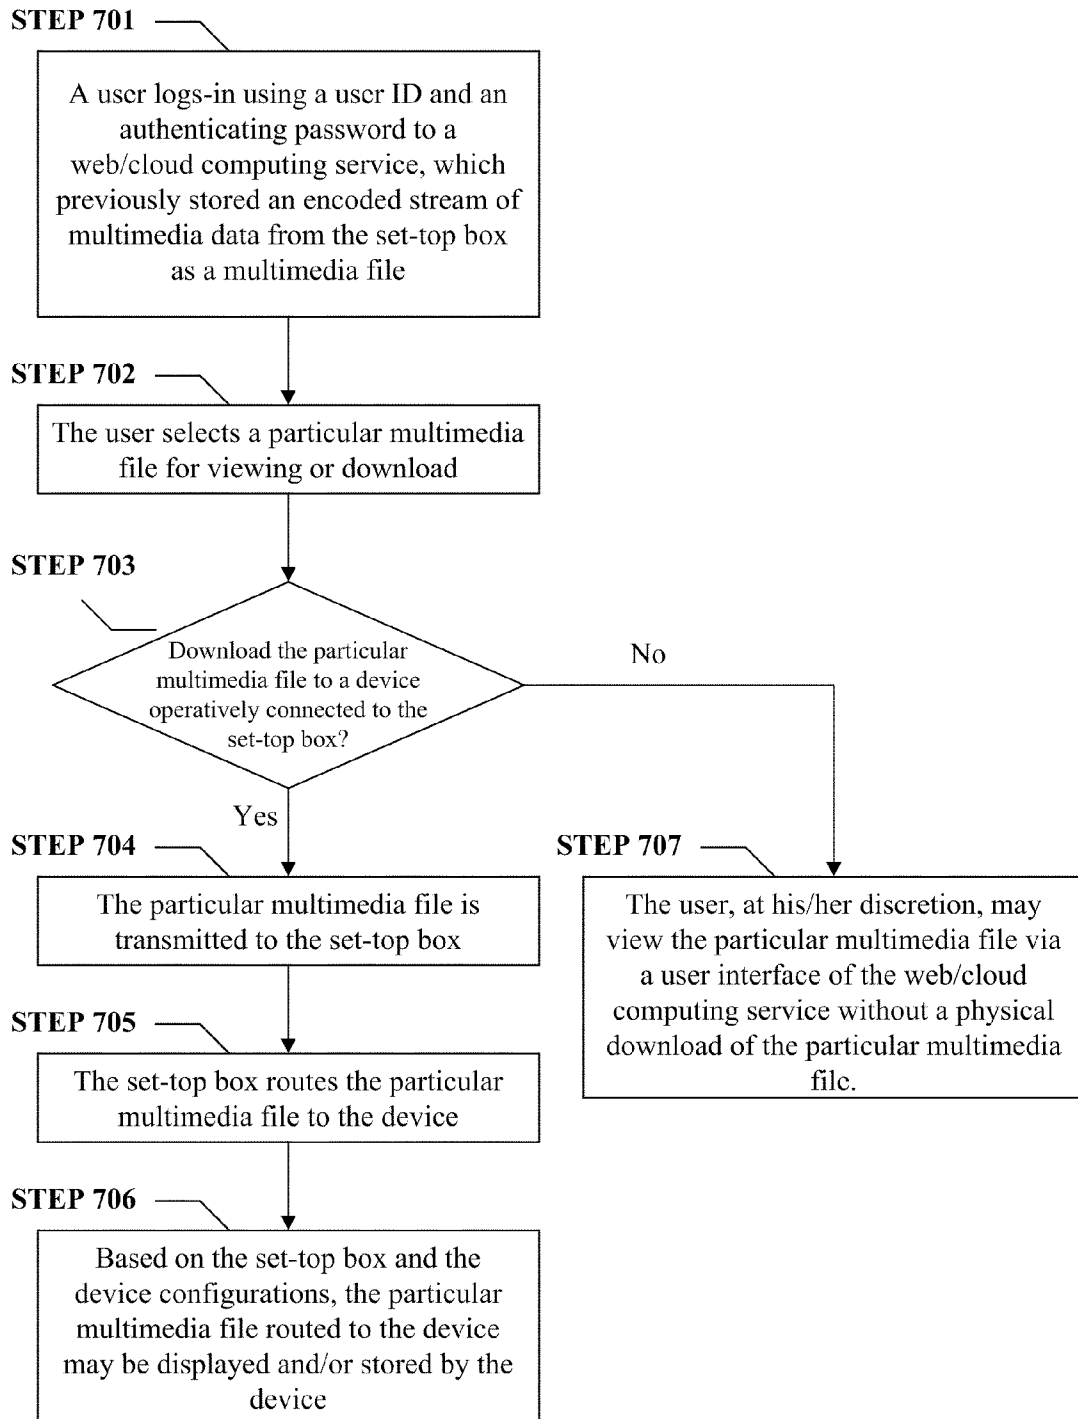 STEP 701
A user logs-in using a user ID and an
authenticating password to a
web/cloud computing service, which
previously stored an encoded stream of
multimedia data from the set-top box
as a multimedia file
STEP 702
The user selects a particular multimedia
file for viewing or download
STEP 703
Download the particular
multimedia file to a device
operatively connected to the
set-top box?
No
Yes
STEP 704
The particular multimedia file is
transmitted to the set-top box
STEP 707
The user, at his/her discretion, may
view the particular multimedia file via
a user interface of the web/cloud
computing service without a physical
download of the particular multimedia
file.
STEP 705
The set-top box routes the particular
multimedia file to the device
STEP 706
Based on the set-top box and the
device configurations, the particular
multimedia file routed to the device
may be displayed and/or stored by the
device